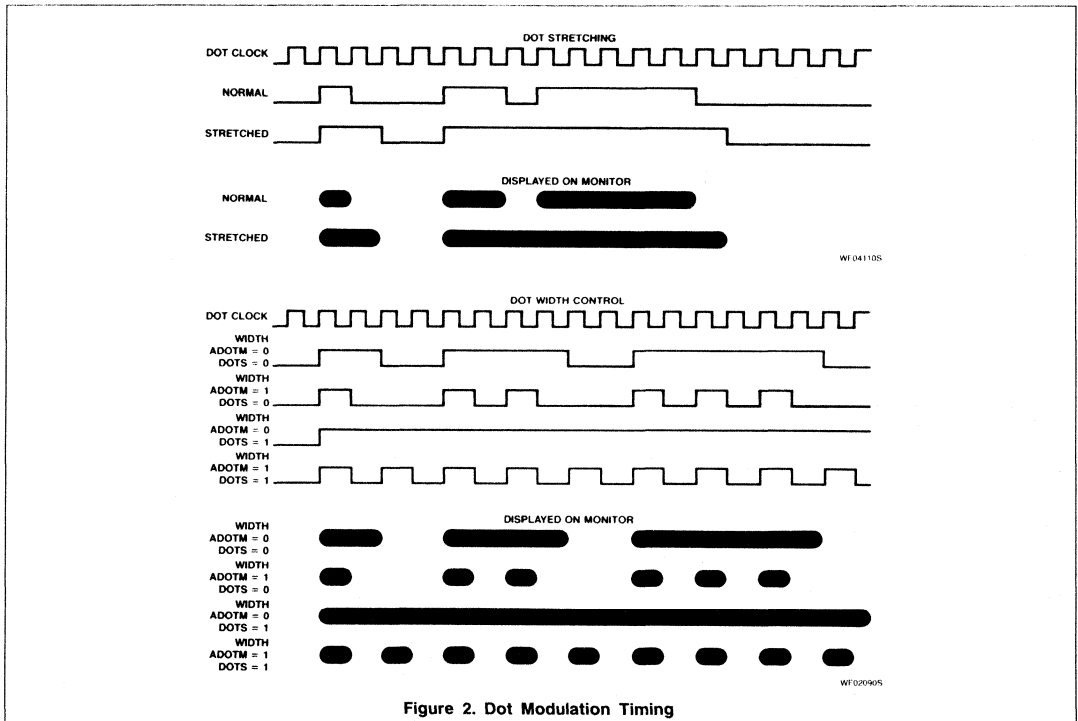 DOT STRETCHING
DOT CLOCK
NORMAL
STRETCHED
DISPLAYED ON MONITOR
NORMAL
STRETCHED
WF04110S
DOT WIDTH CONTROL
DOT CLOCK
WIDTH
ADOTM = 0
DOTS = 0
WIDTH
ADOTM = 1
DOTS = 0
WIDTH
ADOTM = 0
DOTS = 1
WIDTH
ADOTM = 1
DOTS = 1
DISPLAYED ON MONITOR
WIDTH
ADOTM = 0
DOTS = 0
WIDTH
ADOTM = 1
DOTS = 0
WIDTH
ADOTM = 0
DOTS = 1
WIDTH
ADOTM = 1
DOTS = 1
WF02090S
Figure 2. Dot Modulation Timing